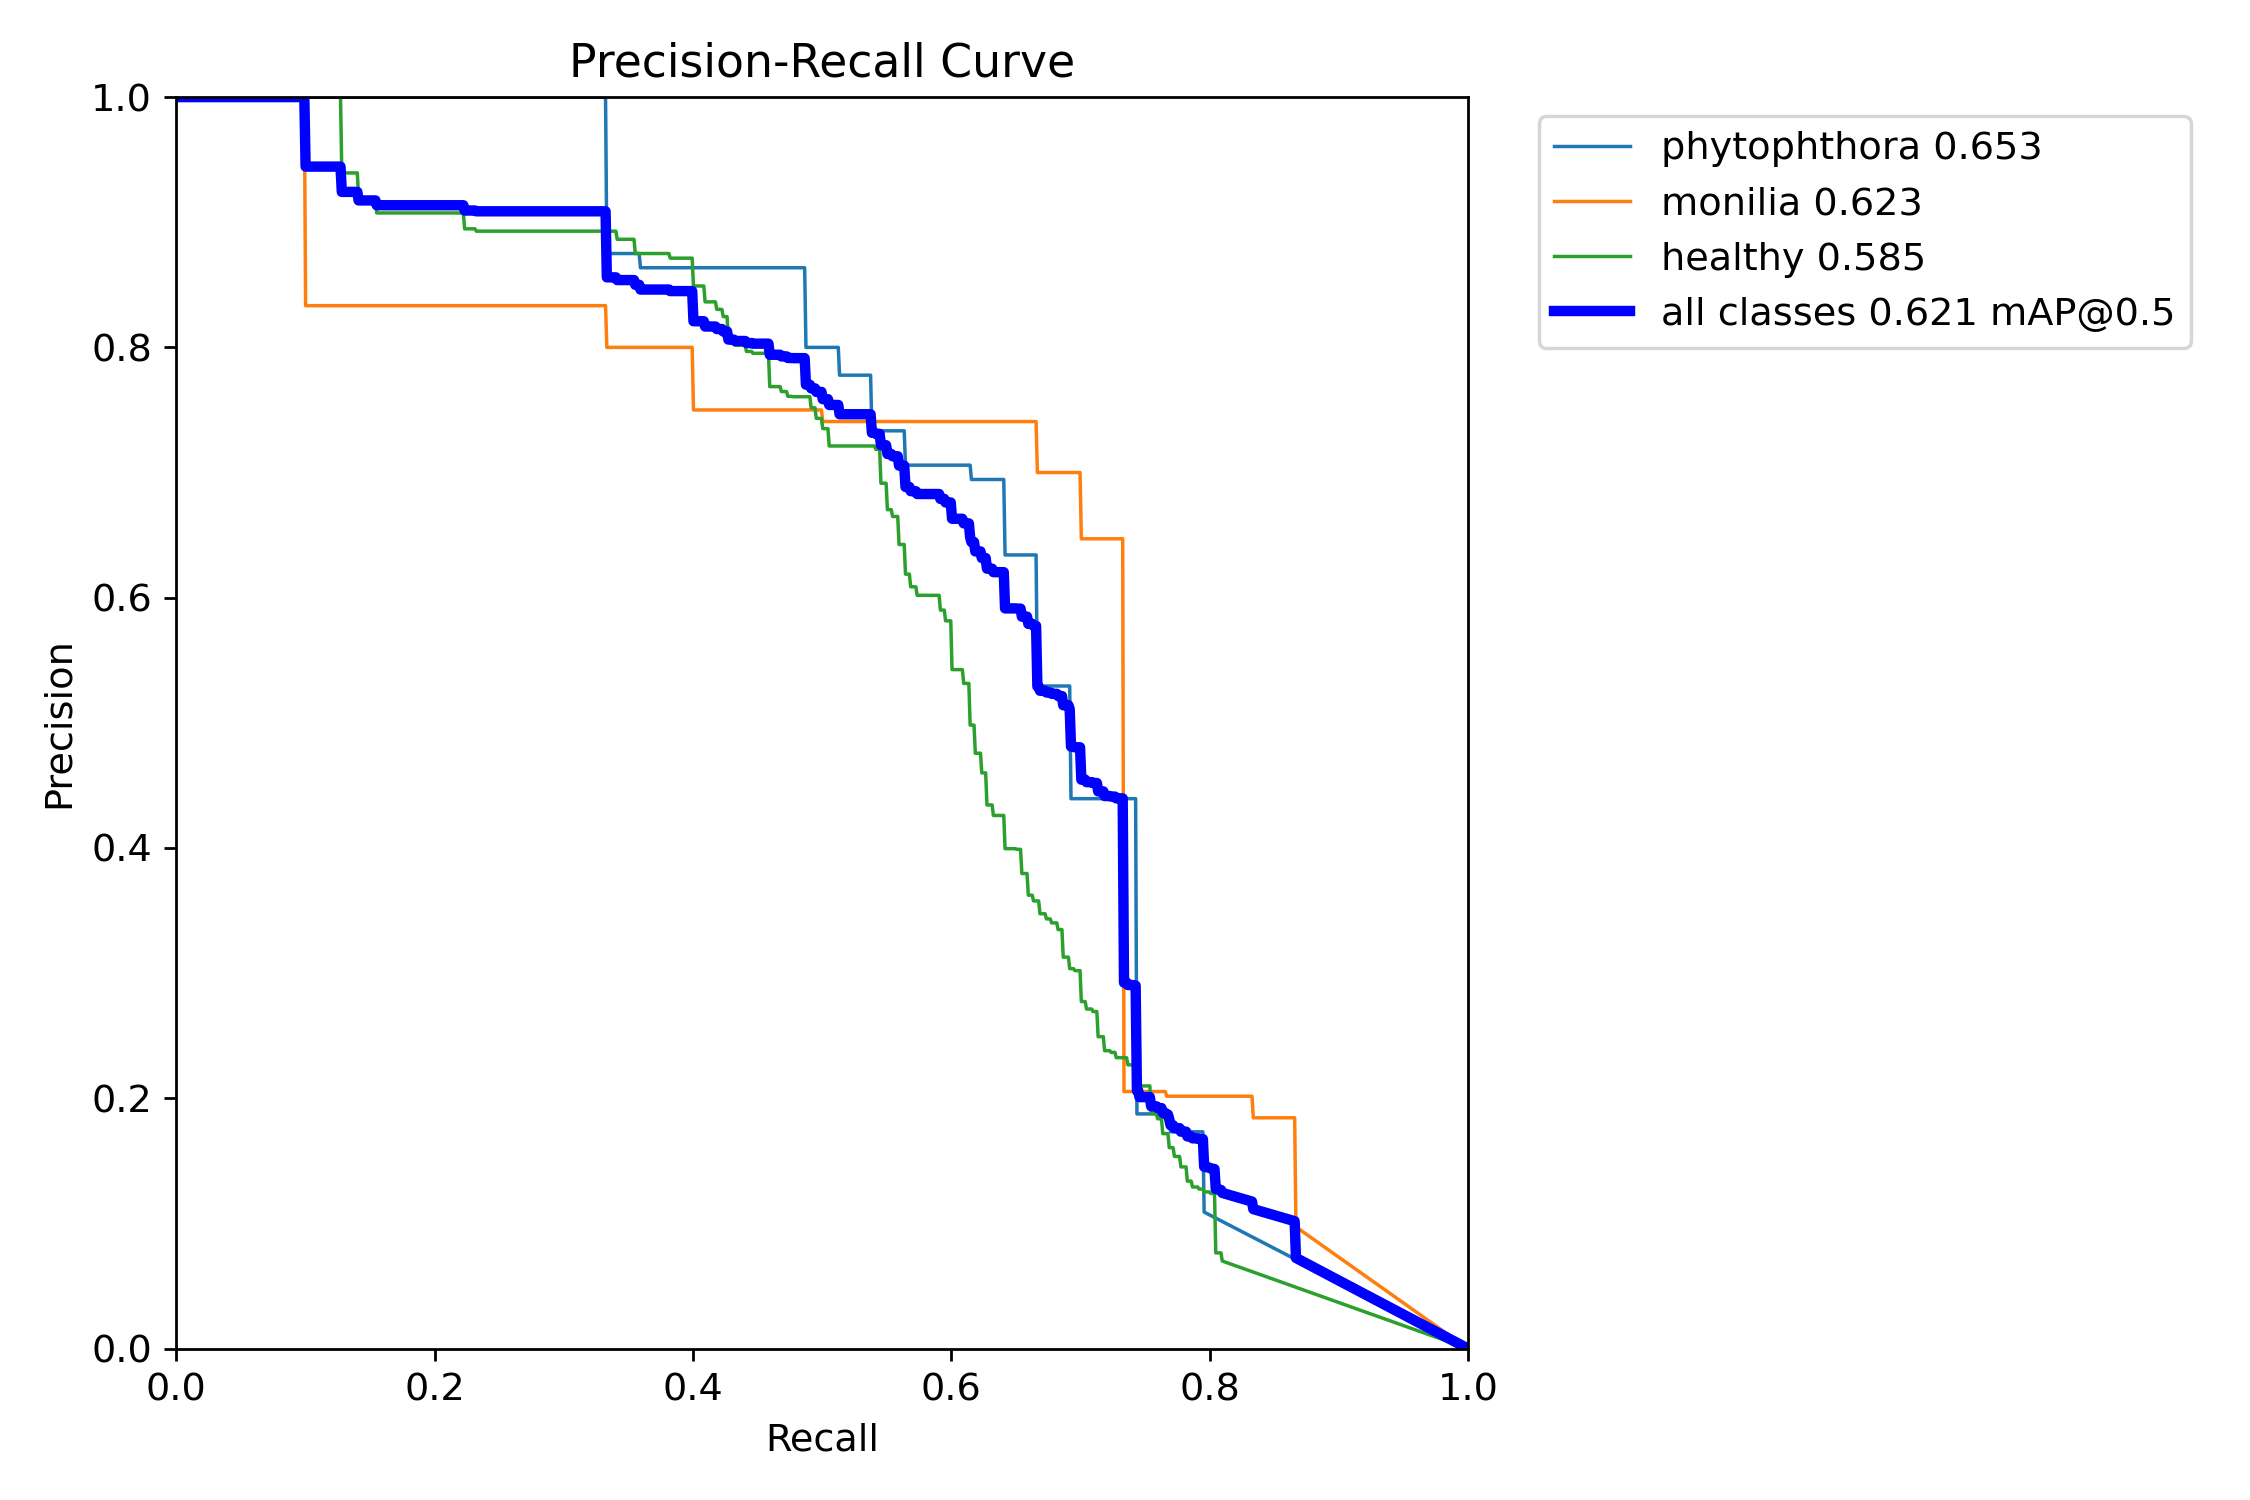 Precision-Recall Curve
1.0
0.8
0.6
0.4
0.2
0.0
Precision
0.0 0.2 0.4 0.6 0.8 1.0
Recall
phytophthora 0.653
monilia 0.623
healthy 0.585
all classes 0.621 mAP@0.5